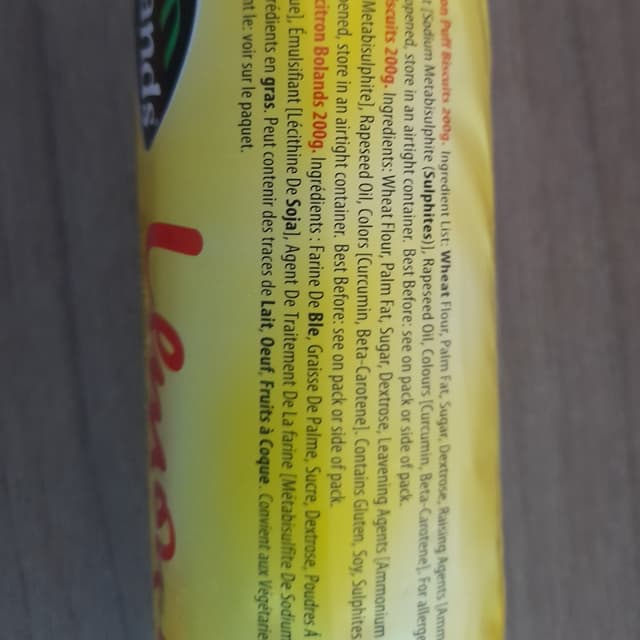 on Puff Biscuits 200g. Ingredient List: Wheat Flour, Palm Fat, Sugar, Dextrose, Raising Agents [Amm
t [Sodium Metabisulphite (Sulphites)], Rapeseed Oil, Colours [Curcumin, Beta-Carotene]. For allerge
opened, store in an airtight container. Best Before: see on pack or side of pack.
iscuits 200g. Ingredients: Wheat Flour, Palm Fat, Sugar, Dextrose, Leavening Agents [Ammonium
Metabisulphite], Rapeseed Oil, Colors [Curcumin, Beta-Carotene]. Contains Gluten, Soy, Sulphites
pened, store in an airtight container. Best Before: see on pack or side of pack.
citron Bolands 200g. Ingrédients : Farine De Ble, Graisse De Palme, Sucre, Dextrose, Poudres À
ue], Émulsifiant [Lécithine De Soja], Agent De Traitement De La farine [Métabisulfite De Sodium
rédients en gras. Peut contenir des traces de Lait, Oeuf, Fruits à Coque. Convient aux Végétarie
nt le: voir sur le paquet.
ands
Lemon